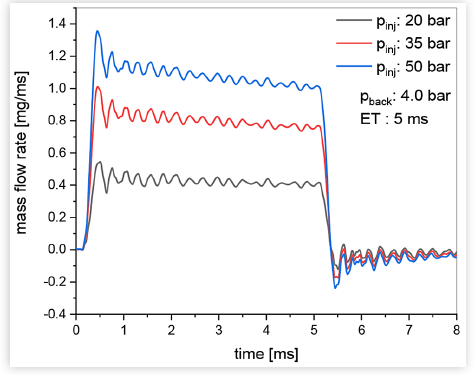 1.4
1.2
1.0
0.8
0.6
0.4
0.2
0.0
-0.2
-0.4
mass flow rate [mg/ms]
pinj: 20 bar
pinj: 35 bar
pinj: 50 bar
pback: 4.0 bar
ET : 5 ms
0 1 2 3 4 5 6 7 8
time [ms]